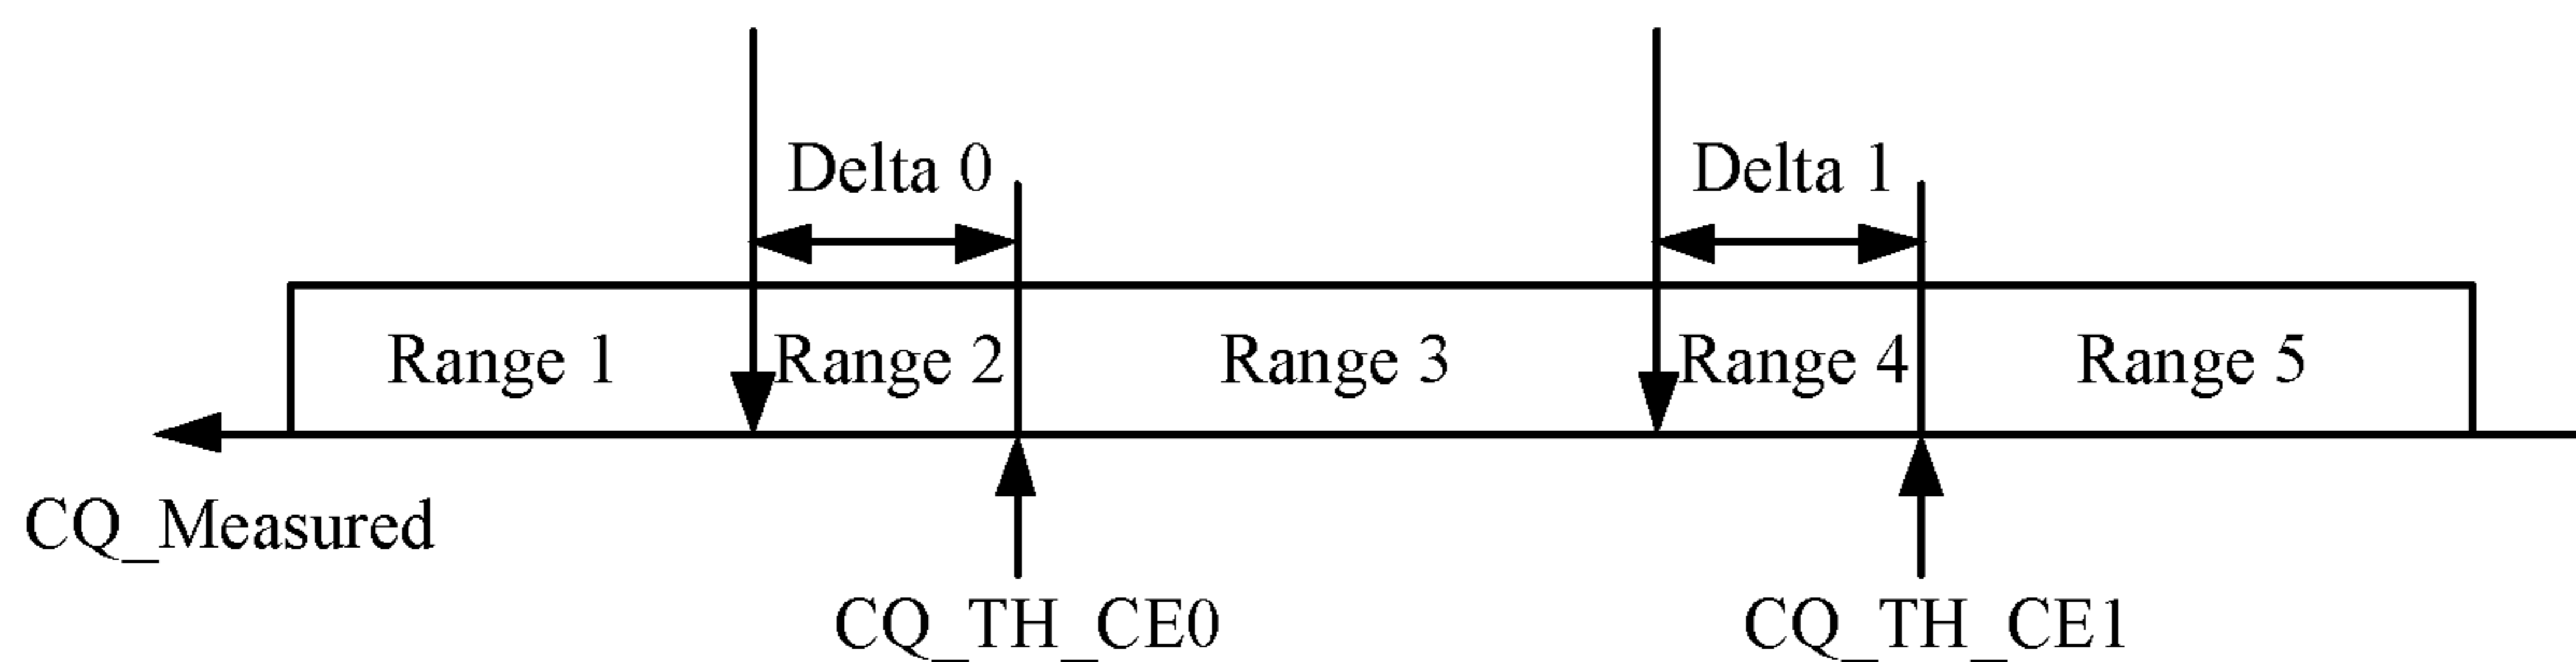 Delta 0
Delta 1
Range 1
Range 2
Range 3
Range 4
Range 5
CQ_Measured
CQ_TH_CE0
CQ_TH_CE1